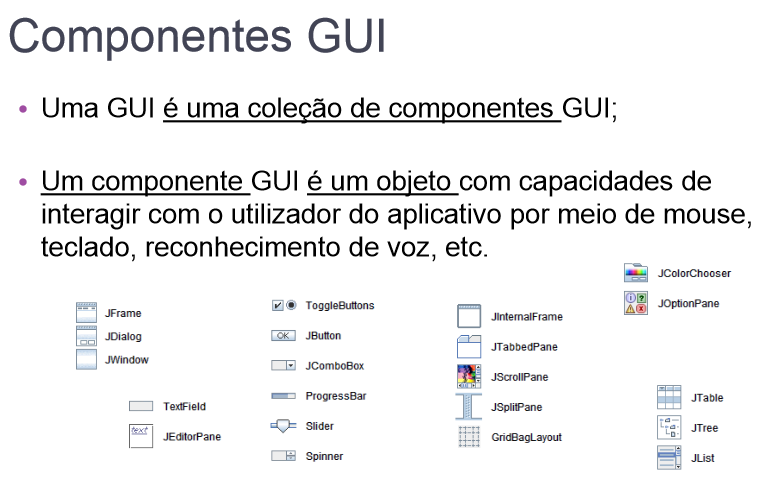 Componentes GUI
• Uma GUI é uma coleção de componentes GUI;
• Um componente GUI é um objeto com capacidades de
interagir com o utilizador do aplicativo por meio de mouse,
teclado, reconhecimento de voz, etc.
JFrame
JDialog
JWindow
TextField
text
JEditorPane
ToggleButtons
OK
JButton
JComboBox
ProgressBar
Slider
Spinner
JInternalFrame
JTabbedPane
JScrollPane
JSplitPane
GridBagLayout
JColorChooser
JOptionPane
JTable
JTree
JList